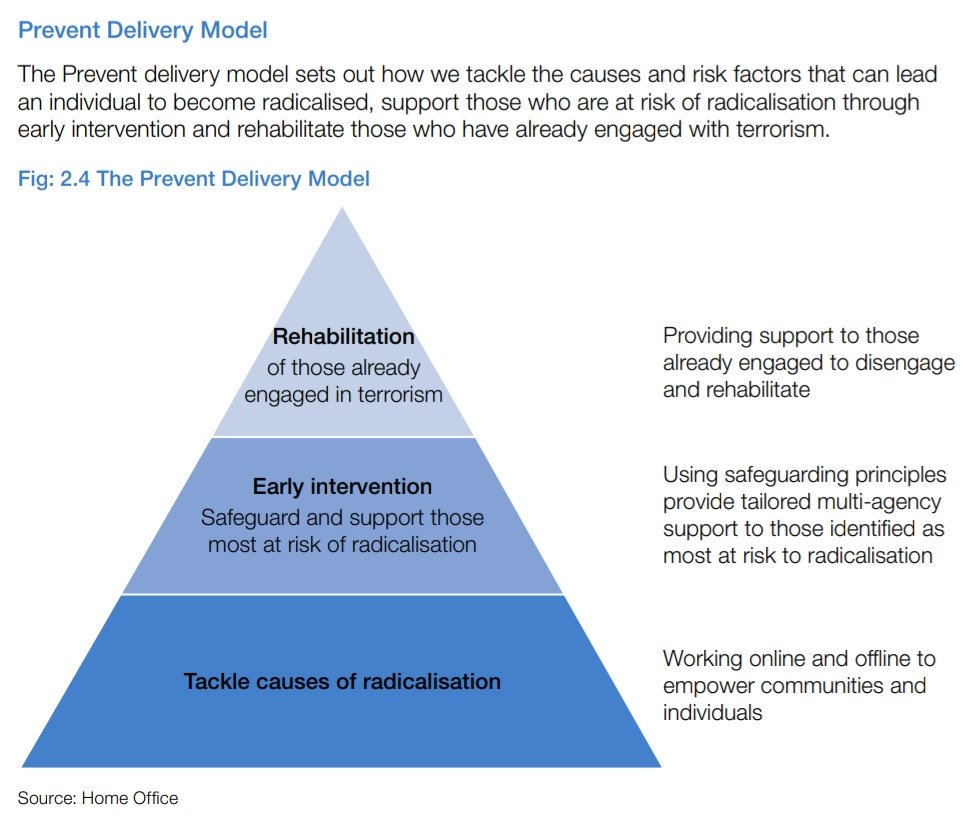 Prevent Delivery Model
The Prevent delivery model sets out how we tackle the causes and risk factors that can lead
an individual to become radicalised, support those who are at risk of radicalisation through
early intervention and rehabilitate those who have already engaged with terrorism.
Fig: 2.4 The Prevent Delivery Model
Rehabilitation
of those already
engaged in terrorism
Providing support to those
already engaged to disengage
and rehabilitate
Early intervention
Safeguard and support those
most at risk of radicalisation
Using safeguarding principles
provide tailored multi-agency
support to those identified as
most at risk to radicalisation
Tackle causes of radicalisation
Working online and offline to
empower communities and
individuals
Source: Home Office